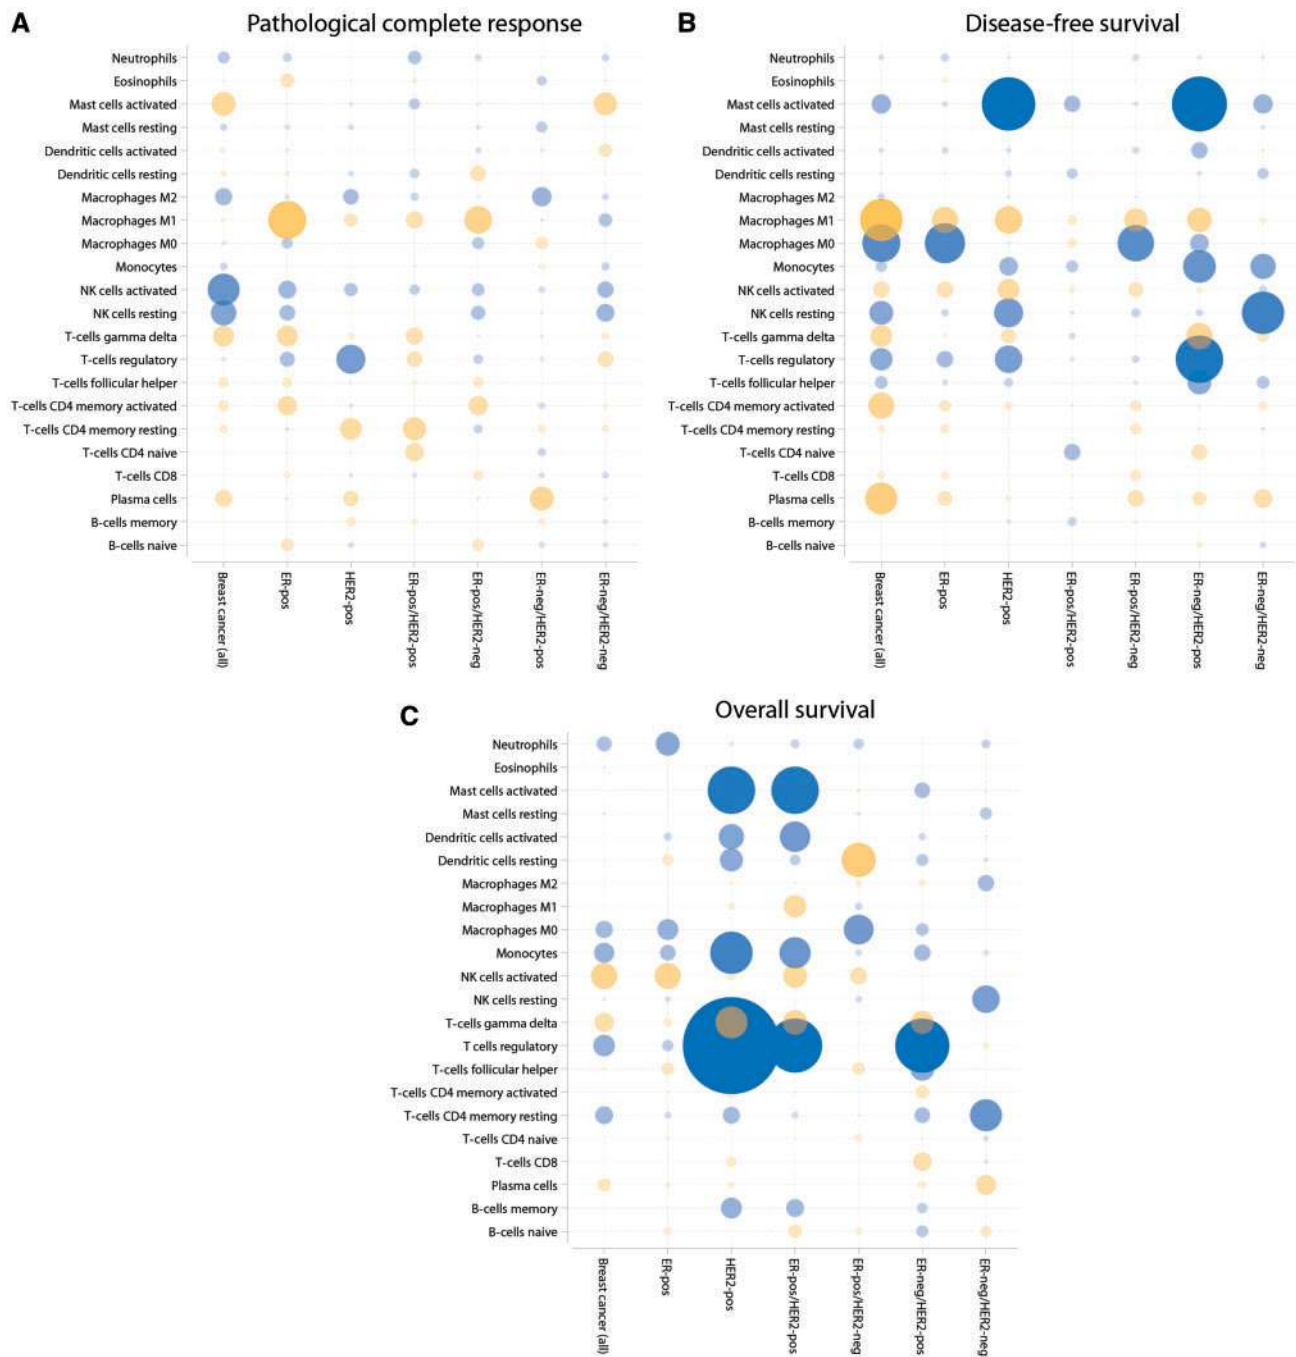 A
Pathological complete response
Neutrophils
Eosinophils
Mast cells activated
Mast cells resting
Dendritic cells activated
Dendritic cells resting
Macrophages M2
Macrophages M1
Macrophages M0
Monocytes
NK cells activated
NK cells resting
T-cells gamma delta
T-cells regulatory
T-cells follicular helper
T-cells CD4 memory activated
T-cells CD4 memory resting
T-cells CD4 naive
T-cells CD8
Plasma cells
B-cells memory
B-cells naive
Breast cancer (all)
ER-pos
HER2-pos
ER-pos/HER2-pos
ER-pos/HER2-neg
ER-neg/HER2-pos
ER-neg/HER2-neg
B
Disease-free survival
Neutrophils
Eosinophils
Mast cells activated
Mast cells resting
Dendritic cells activated
Dendritic cells resting
Macrophages M2
Macrophages M1
Macrophages M0
Monocytes
NK cells activated
NK cells resting
T-cells gamma delta
T-cells regulatory
T-cells follicular helper
T-cells CD4 memory activated
T-cells CD4 memory resting
T-cells CD4 naive
T-cells CD8
Plasma cells
B-cells memory
B-cells naive
Breast cancer (all)
ER-pos
HER2-pos
ER-pos/HER2-pos
ER-pos/HER2-neg
ER-neg/HER2-pos
ER-neg/HER2-neg
C
Overall survival
Neutrophils
Eosinophils
Mast cells activated
Mast cells resting
Dendritic cells activated
Dendritic cells resting
Macrophages M2
Macrophages M1
Macrophages M0
Monocytes
NK cells activated
NK cells resting
T-cells gamma delta
T cells regulatory
T-cells follicular helper
T-cells CD4 memory activated
T-cells CD4 memory resting
T-cells CD4 naive
T-cells CD8
Plasma cells
B-cells memory
B-cells naive
Breast cancer (all)
ER-pos
HER2-pos
ER-pos/HER2-pos
ER-pos/HER2-neg
ER-neg/HER2-pos
ER-neg/HER2-neg